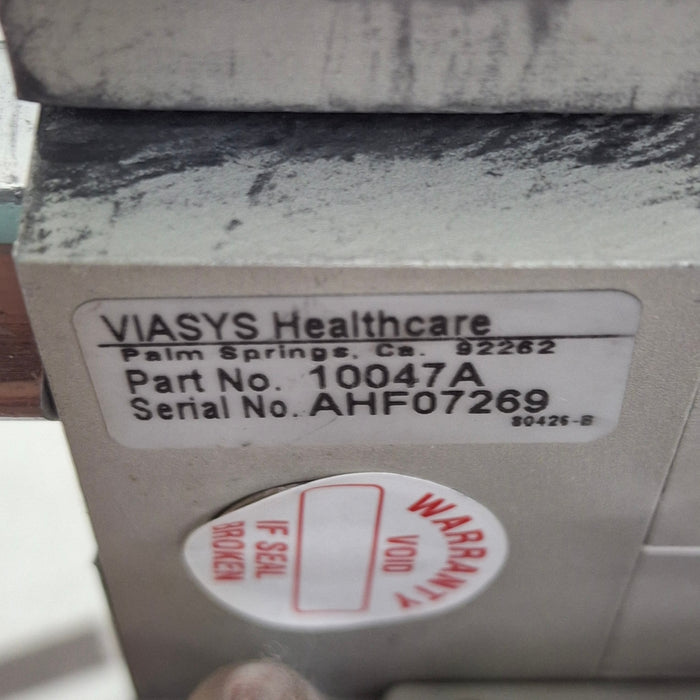 VIASYS Healthcare
Palm Springs, Ca. 92262
Part No. 10047A
Serial No. AHF07269
80426-B
WARRANTY
VOID
IF SEAL
BROKEN